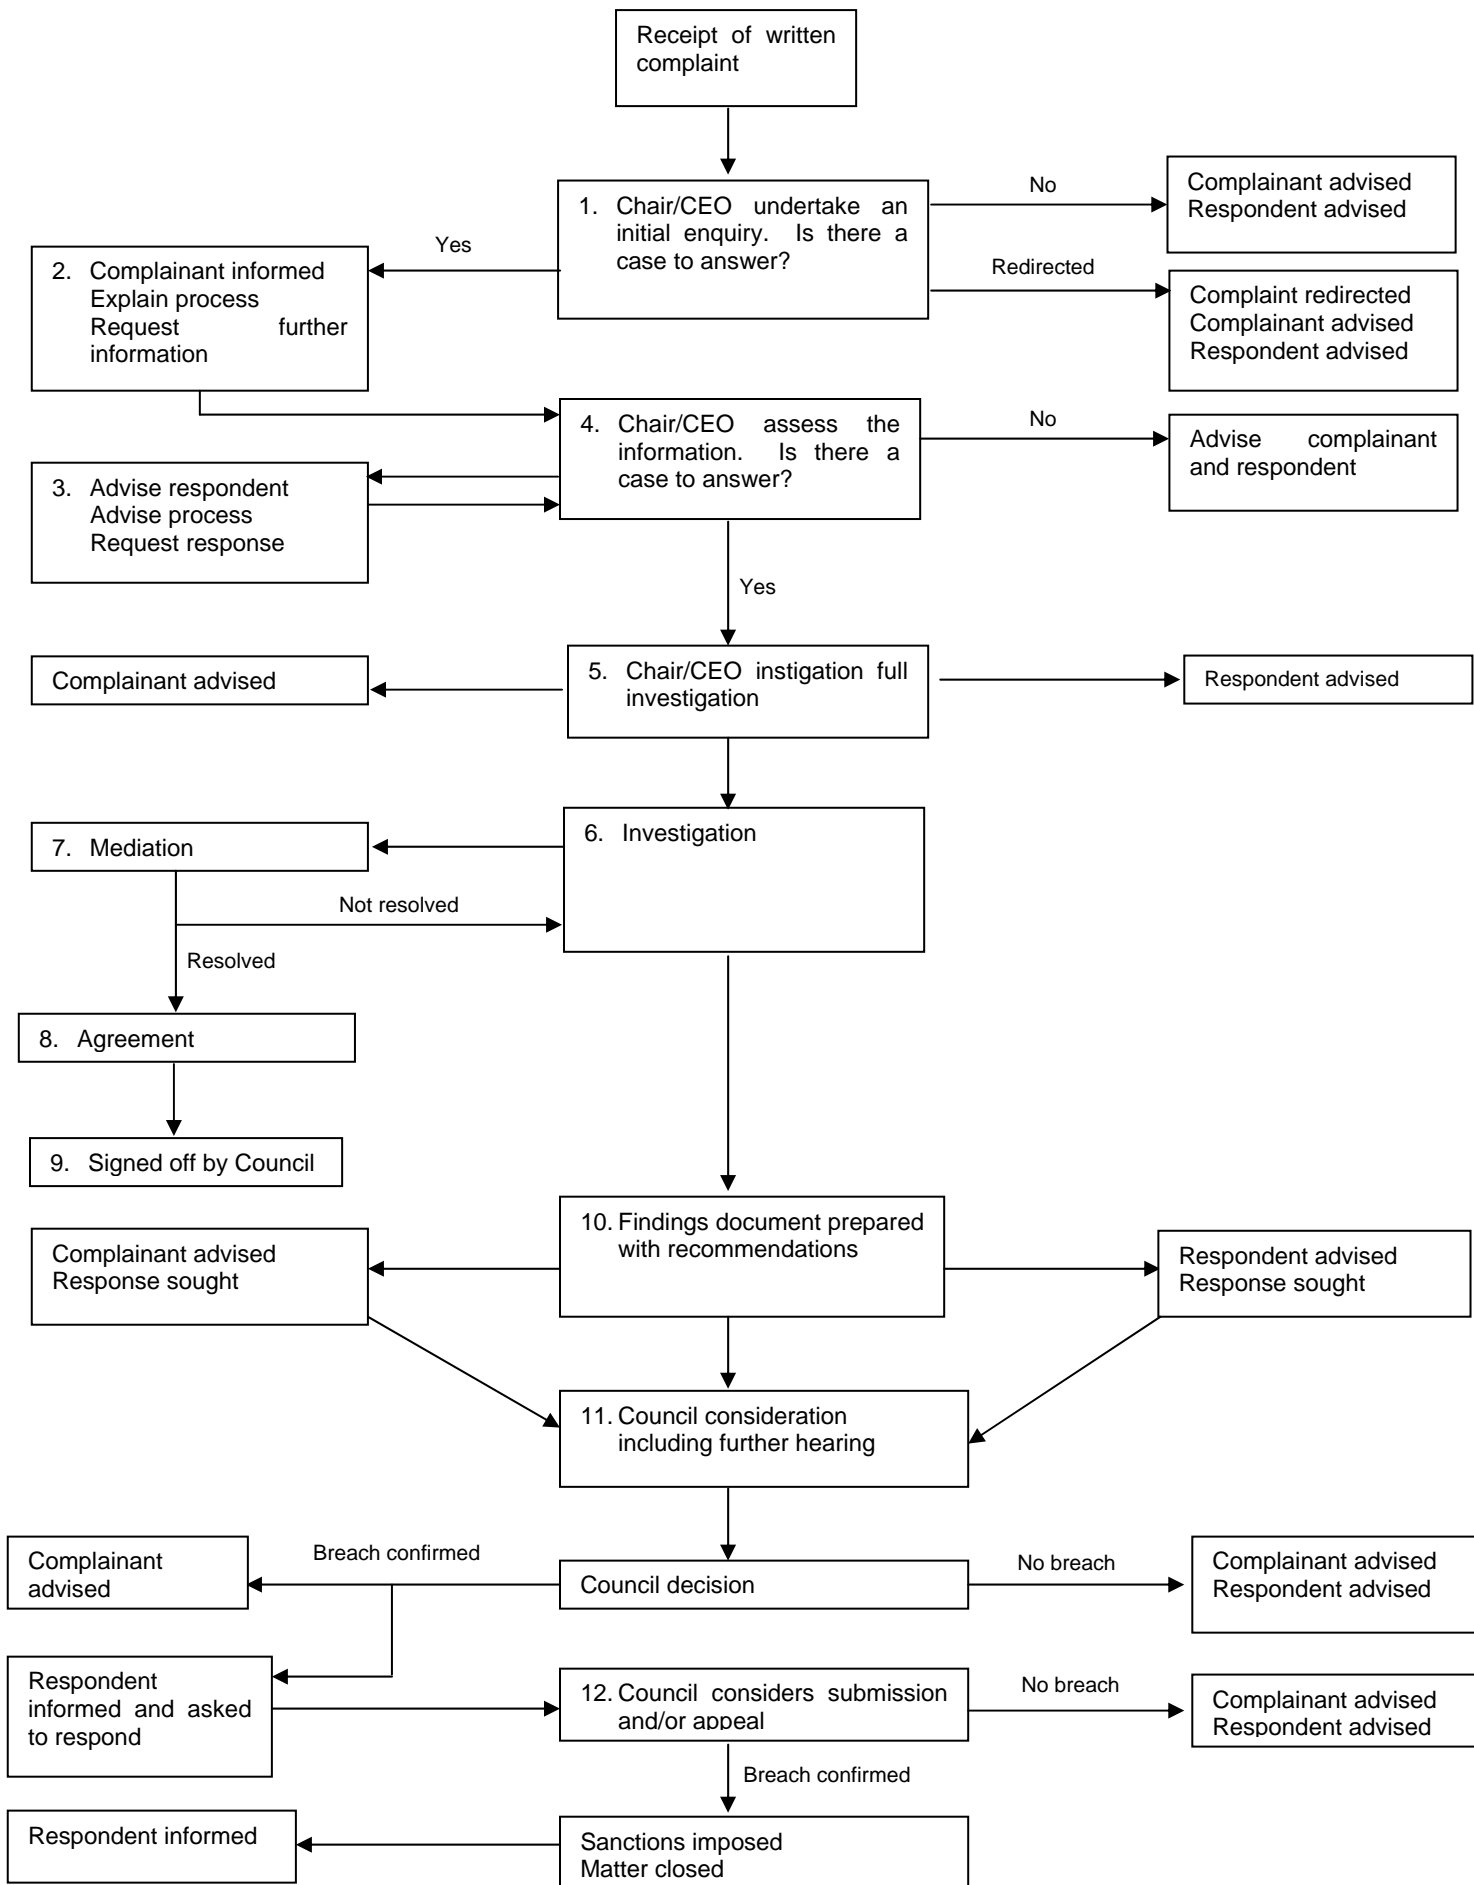 Receipt of written
complaint
No
Complainant advised
Respondent advised
1. Chair/CEO undertake an
initial enquiry. Is there a
case to answer?
Yes
Redirected
2. Complainant informed
Explain process
Request further
information
Complaint redirected
Complainant advised
Respondent advised
4. Chair/CEO assess the
information. Is there a
case to answer?
No
Advise complainant
and respondent
3. Advise respondent
Advise process
Request response
Yes
Complainant advised
5. Chair/CEO instigation full
investigation
Respondent advised
7. Mediation
6. Investigation
Not resolved
Resolved
8. Agreement
9. Signed off by Council
10. Findings document prepared
with recommendations
Complainant advised
Response sought
Respondent advised
Response sought
11. Council consideration
including further hearing
Complainant
advised
Breach confirmed
Council decision
No breach
Complainant advised
Respondent advised
Respondent
informed and asked
to respond
12. Council considers submission
and/or appeal
No breach
Complainant advised
Respondent advised
Breach confirmed
Respondent informed
Sanctions imposed
Matter closed